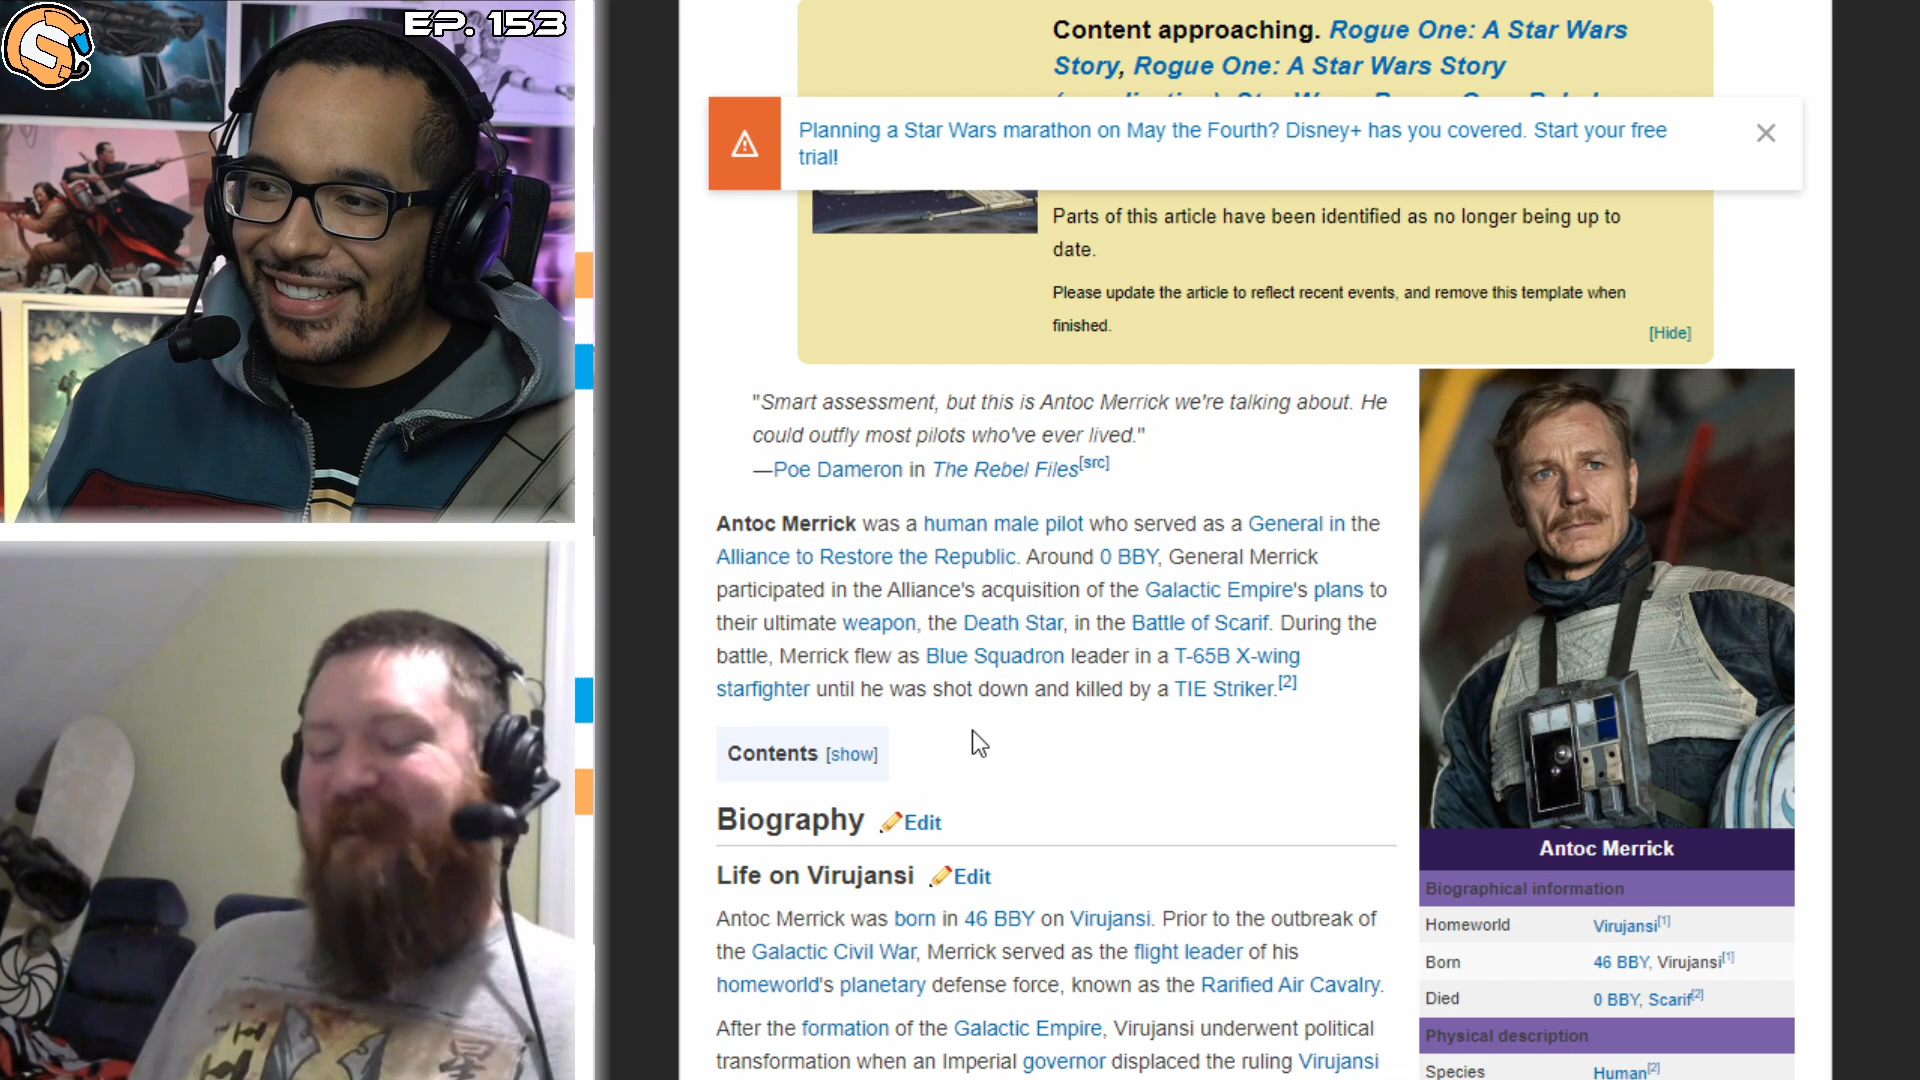 EP. 153
Content approaching. Rogue One: A Star Wars
Story, Rogue One: A Star Wars Story
Planning a Star Wars marathon on May the Fourth? Disney+ has you covered. Start your free
trial!
Parts of this article have been identified as no longer being up to
date.
Please update the article to reflect recent events, and remove this template when
finished.
[Hide]
"Smart assessment, but this is Antoc Merrick we're talking about. He
could outfly most pilots who've ever lived."
—Poe Dameron in The Rebel Files[src]
Antoc Merrick was a human male pilot who served as a General in the
Alliance to Restore the Republic. Around 0 BBY, General Merrick
participated in the Alliance's acquisition of the Galactic Empire's plans to
their ultimate weapon, the Death Star, in the Battle of Scarif. During the
battle, Merrick flew as Blue Squadron leader in a T-65B X-wing
starfighter until he was shot down and killed by a TIE Striker.[2]
Contents [show]
Biography Edit
Life on Virujansi Edit
Antoc Merrick was born in 46 BBY on Virujansi. Prior to the outbreak of
the Galactic Civil War, Merrick served as the flight leader of his
homeworld's planetary defense force, known as the Rarified Air Cavalry.
After the formation of the Galactic Empire, Virujansi underwent political
transformation when an Imperial governor displaced the ruling Virujansi
Antoc Merrick
Biographical information
Homeworld Virujansi[1]
Born 46 BBY, Virujansi[1]
Died 0 BBY, Scarif[2]
Physical description
Species Human[2]